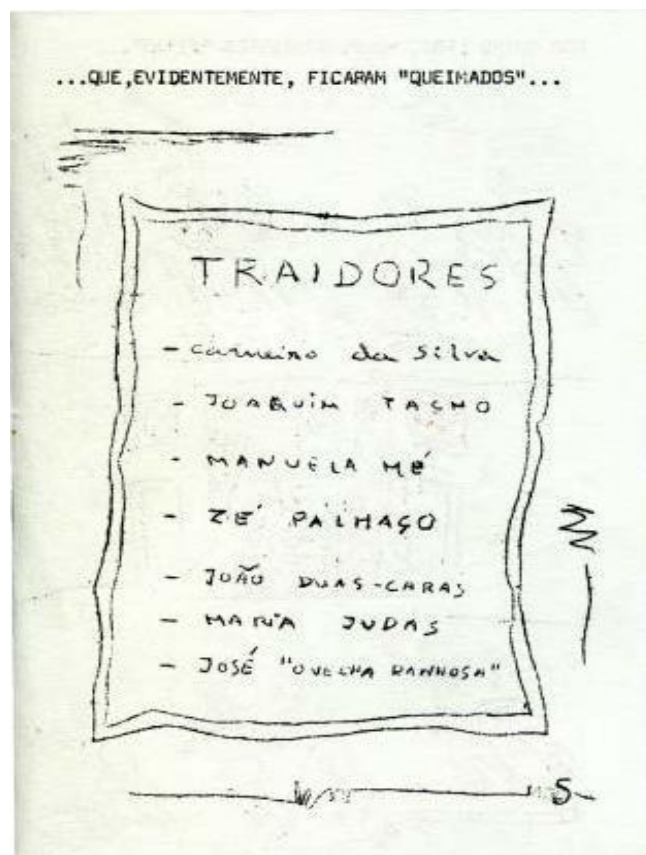 ...QUE,EVIDENTEMENTE, FICARAM "QUEIMADOS"...
TRAIDORES
- Carneiro da Silva
- JOAQUIM TACHO
- MANUELA MÉ
- ZÉ PALHAÇO
- JOÃO DUAS-CARAS
- MARIA JUDAS
- JOSÉ "OVELHA RANHOSA"
5